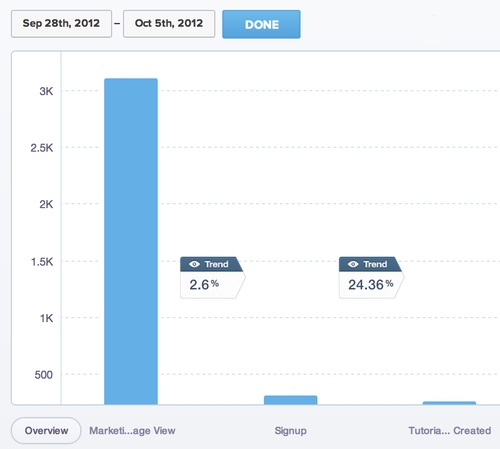 Sep 28th, 2012 – Oct 5th, 2012 DONE
3K
2.5K
2K
1.5K
Trend Trend
2.6% 24.36%
1K
500
Overview Marketi...age View Signup Tutoria... Created